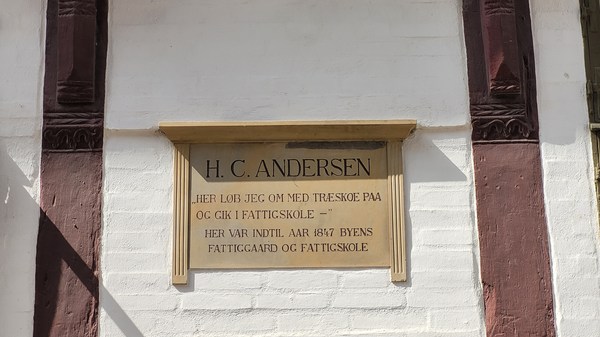 H. C. ANDERSEN
„HER LØB JEG OM MED TRÆSKOE PAA
OG GIK I FATTIGSKOLE —"
HER VAR INDTIL AAR 1847 BYENS
FATTIGGAARD OG FATTIGSKOLE